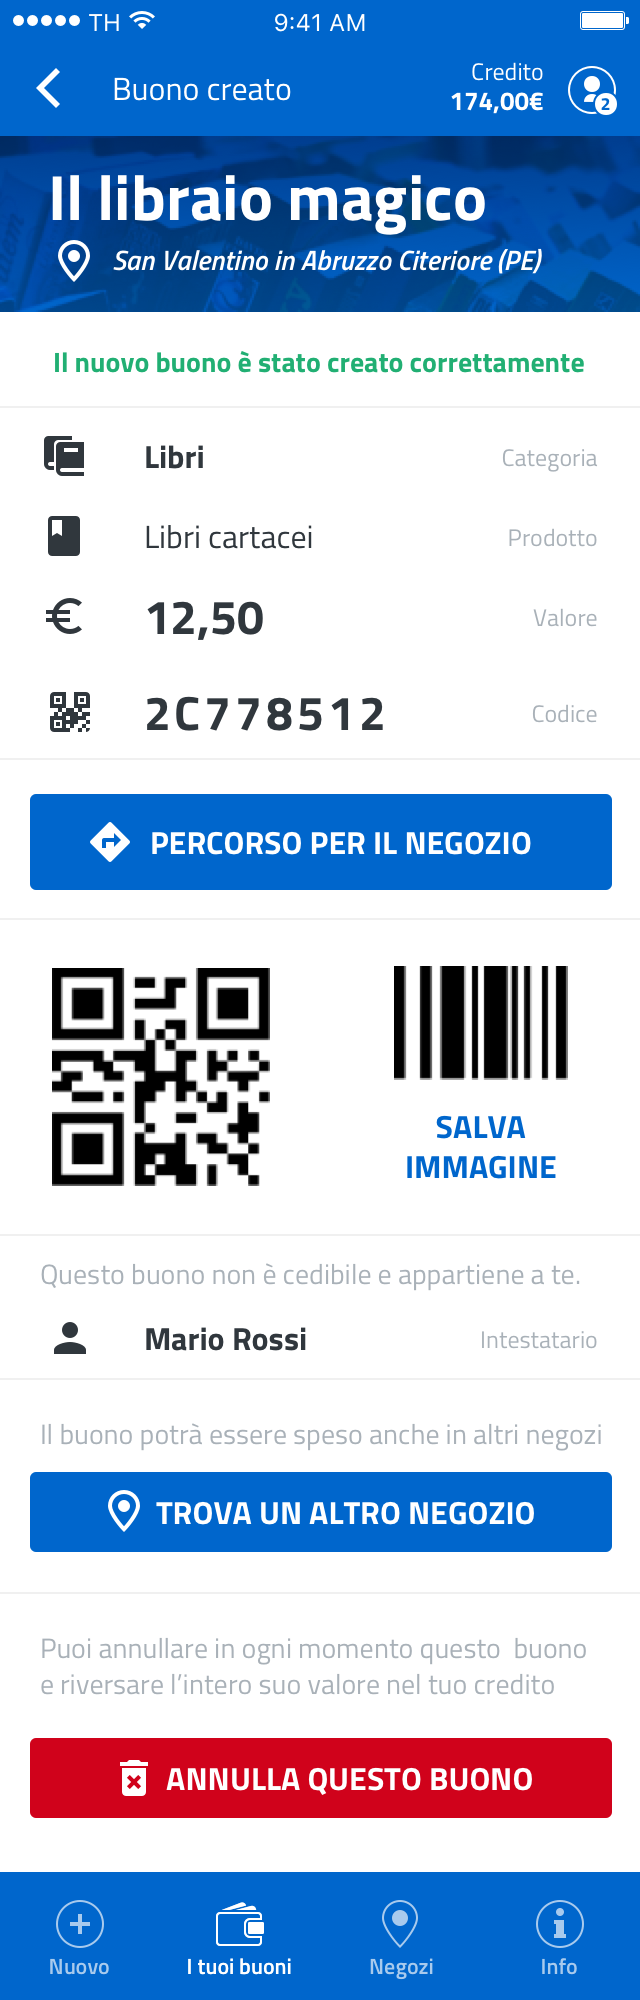 TH 9:41 AM
Buono creato
Credito
174,00€
2
Il libraio magico
San Valentino in Abruzzo Citeriore (PE)
Il nuovo buono è stato creato correttamente
Libri Categoria
Libri cartacei Prodotto
€ 12,50 Valore
2C778512 Codice
PERCORSO PER IL NEGOZIO
SALVA
IMMAGINE
Questo buono non è cedibile e appartiene a te.
Mario Rossi Intestatario
Il buono potrà essere speso anche in altri negozi
TROVA UN ALTRO NEGOZIO
Puoi annullare in ogni momento questo  buono
e riversare l’intero suo valore nel tuo credito
ANNULLA QUESTO BUONO
Nuovo I tuoi buoni Negozi Info